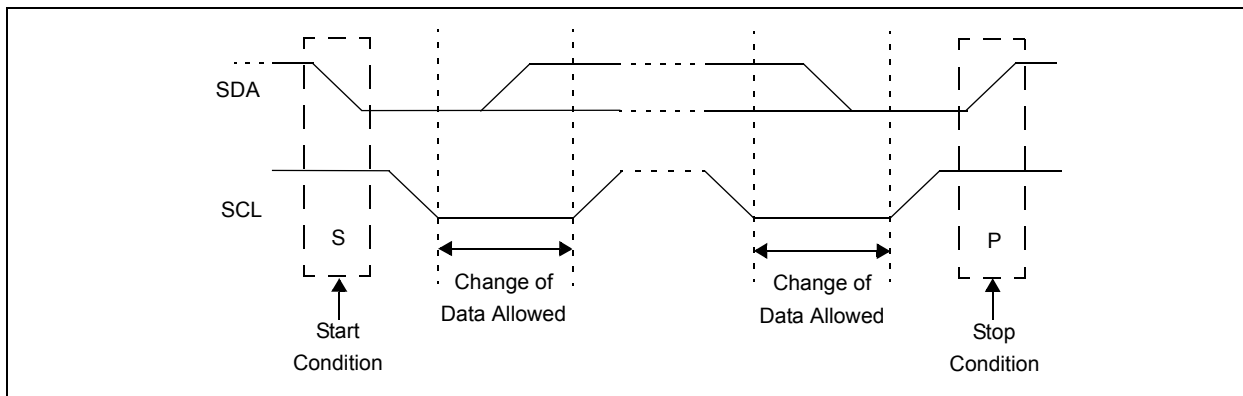 SDA
SCL
S
P
Change of
Data Allowed
Change of
Data Allowed
Start
Condition
Stop
Condition